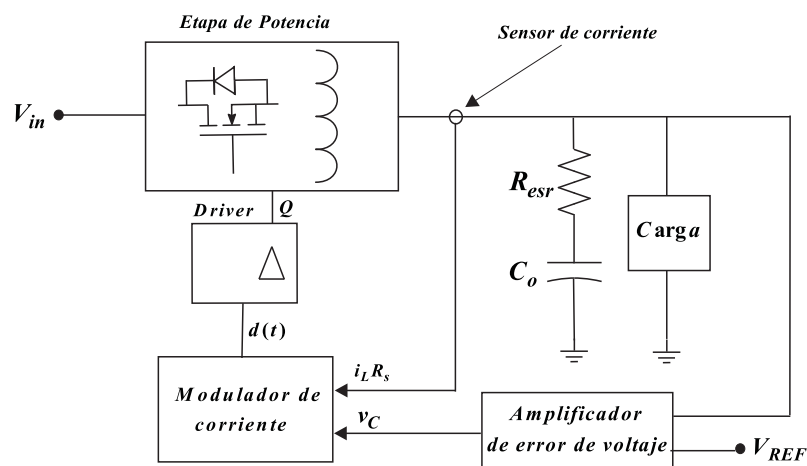 Etapa de Potencia
Sensor de corriente
V_in
R_esr
Driver Q
Carga
C_o
d(t)
i_L R_s
Modulador de
corriente
v_C
Amplificador
de error de voltaje
V_REF